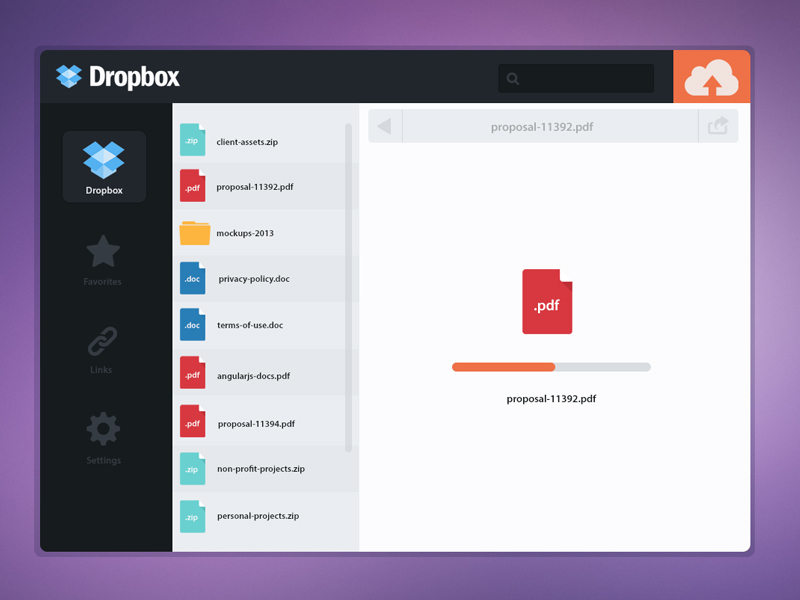 Dropbox
Dropbox
Favorites
Links
Settings
.zip client-assets.zip
.pdf proposal-11392.pdf
mockups-2013
.doc privacy-policy.doc
.doc terms-of-use.doc
.pdf angularjs-docs.pdf
.pdf proposal-11394.pdf
.zip non-profit-projects.zip
.zip personal-projects.zip
proposal-11392.pdf
.pdf
proposal-11392.pdf